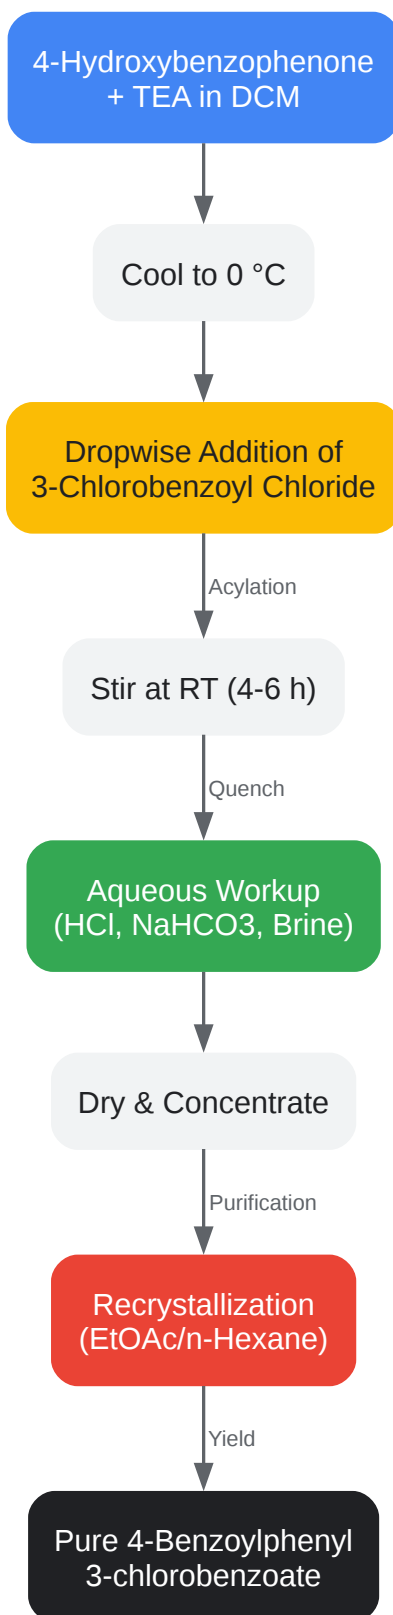 4-Hydroxybenzophenone
+ TEA in DCM
Cool to 0 °C
Dropwise Addition of
3-Chlorobenzoyl Chloride
Acylation
Stir at RT (4-6 h)
Quench
Aqueous Workup
(HCl, NaHCO3, Brine)
Dry & Concentrate
Purification
Recrystallization
(EtOAc/n-Hexane)
Yield
Pure 4-Benzoylphenyl
3-chlorobenzoate